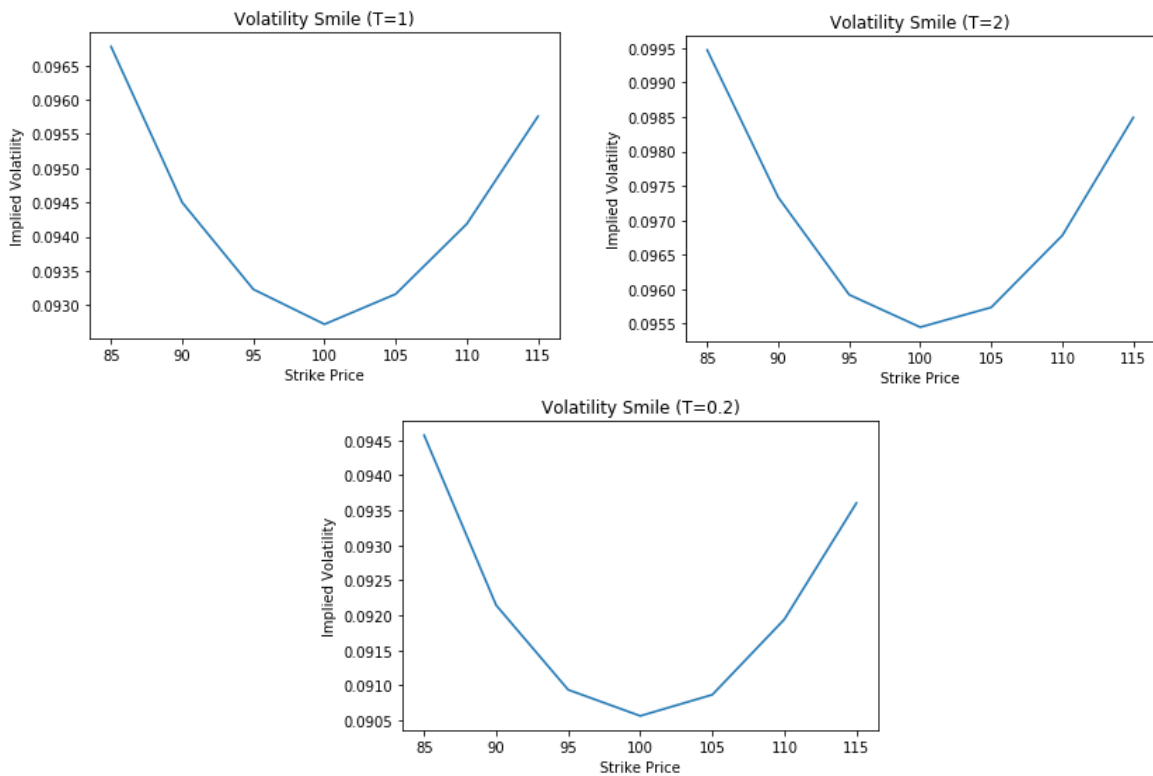 Volatility Smile (T=1)
Implied Volatility
0.0965
0.0960
0.0955
0.0950
0.0945
0.0940
0.0935
0.0930
85 90 95 100 105 110 115
Strike Price
Volatility Smile (T=2)
Implied Volatility
0.0995
0.0990
0.0985
0.0980
0.0975
0.0970
0.0965
0.0960
0.0955
85 90 95 100 105 110 115
Strike Price
Volatility Smile (T=0.2)
Implied Volatility
0.0945
0.0940
0.0935
0.0930
0.0925
0.0920
0.0915
0.0910
0.0905
85 90 95 100 105 110 115
Strike Price